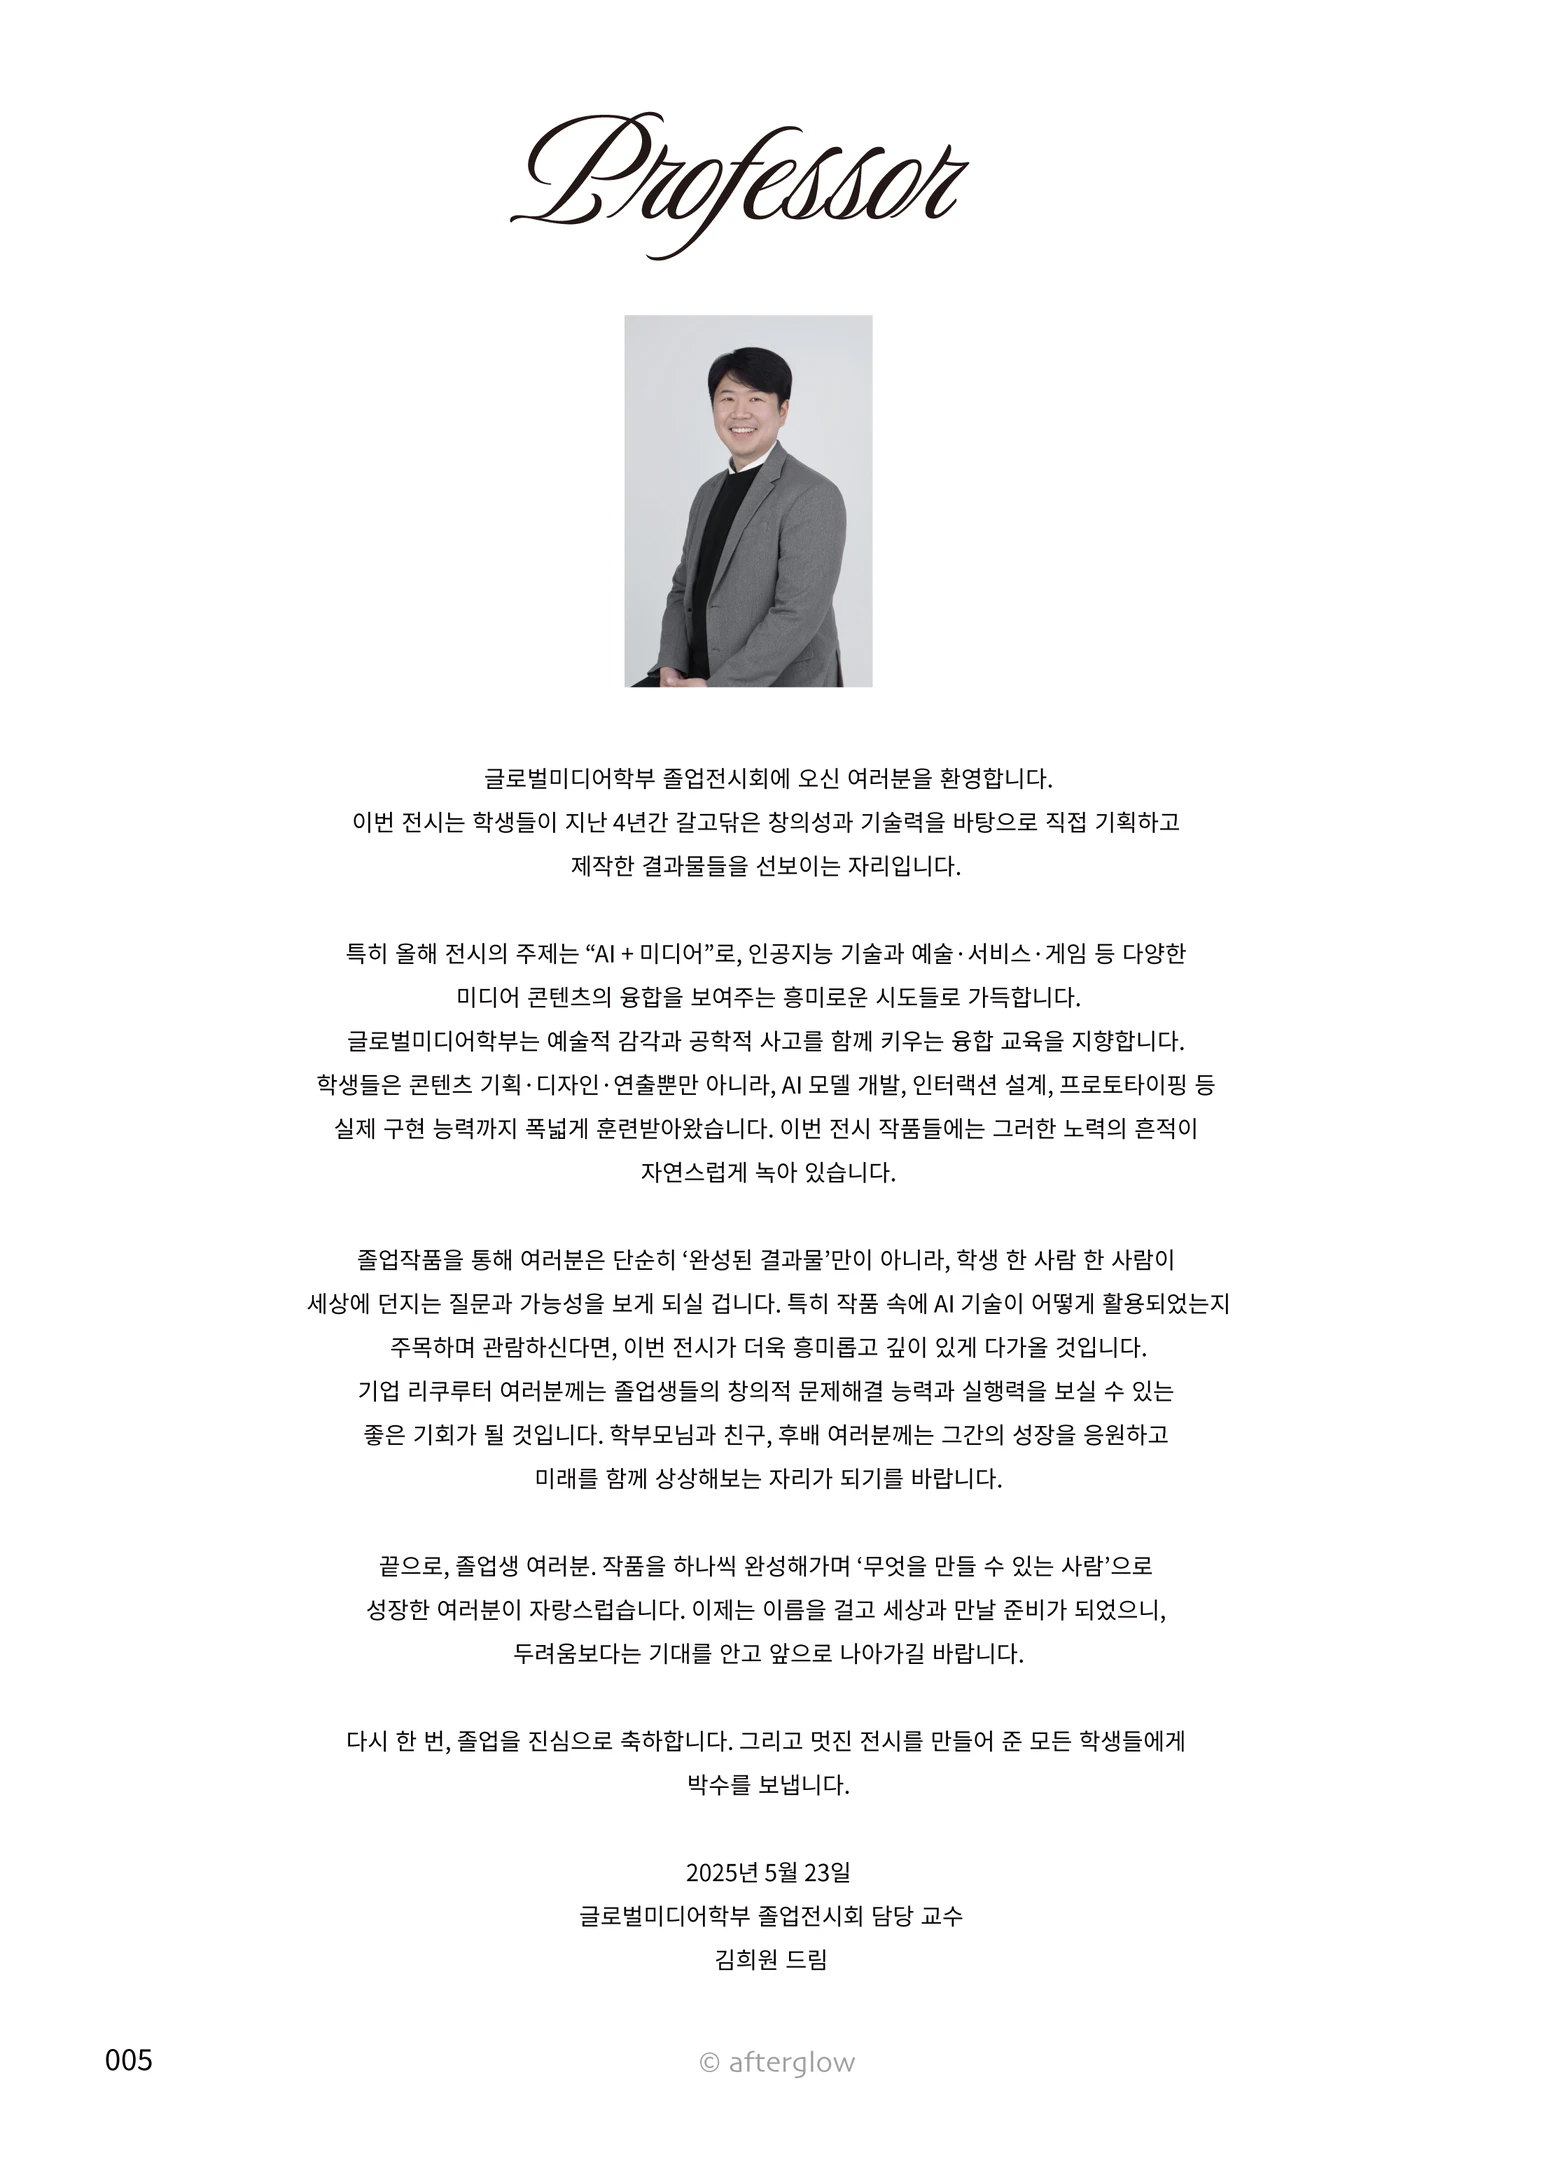 Professor
글로벌미디어학부 졸업전시회에 오신 여러분을 환영합니다.
이번 전시는 학생들이 지난 4년간 갈고닦은 창의성과 기술력을 바탕으로 직접 기획하고
제작한 결과물들을 선보이는 자리입니다.
특히 올해 전시의 주제는 “AI + 미디어”로, 인공지능 기술과 예술·서비스·게임 등 다양한
미디어 콘텐츠의 융합을 보여주는 흥미로운 시도들로 가득합니다.
글로벌미디어학부는 예술적 감각과 공학적 사고를 함께 키우는 융합 교육을 지향합니다.
학생들은 콘텐츠 기획·디자인·연출뿐만 아니라, AI 모델 개발, 인터랙션 설계, 프로토타이핑 등
실제 구현 능력까지 폭넓게 훈련받아왔습니다. 이번 전시 작품들에는 그러한 노력의 흔적이
자연스럽게 녹아 있습니다.
졸업작품을 통해 여러분은 단순히 ‘완성된 결과물’만이 아니라, 학생 한 사람 한 사람이
세상에 던지는 질문과 가능성을 보게 되실 겁니다. 특히 작품 속에 AI 기술이 어떻게 활용되었는지
주목하며 관람하신다면, 이번 전시가 더욱 흥미롭고 깊이 있게 다가올 것입니다.
기업 리쿠루터 여러분께는 졸업생들의 창의적 문제해결 능력과 실행력을 보실 수 있는
좋은 기회가 될 것입니다. 학부모님과 친구, 후배 여러분께는 그간의 성장을 응원하고
미래를 함께 상상해보는 자리가 되기를 바랍니다.
끝으로, 졸업생 여러분. 작품을 하나씩 완성해가며 ‘무엇을 만들 수 있는 사람’으로
성장한 여러분이 자랑스럽습니다. 이제는 이름을 걸고 세상과 만날 준비가 되었으니,
두려움보다는 기대를 안고 앞으로 나아가길 바랍니다.
다시 한 번, 졸업을 진심으로 축하합니다. 그리고 멋진 전시를 만들어 준 모든 학생들에게
박수를 보냅니다.
2025년 5월 23일
글로벌미디어학부 졸업전시회 담당 교수
김희원 드림
005
© afterglow